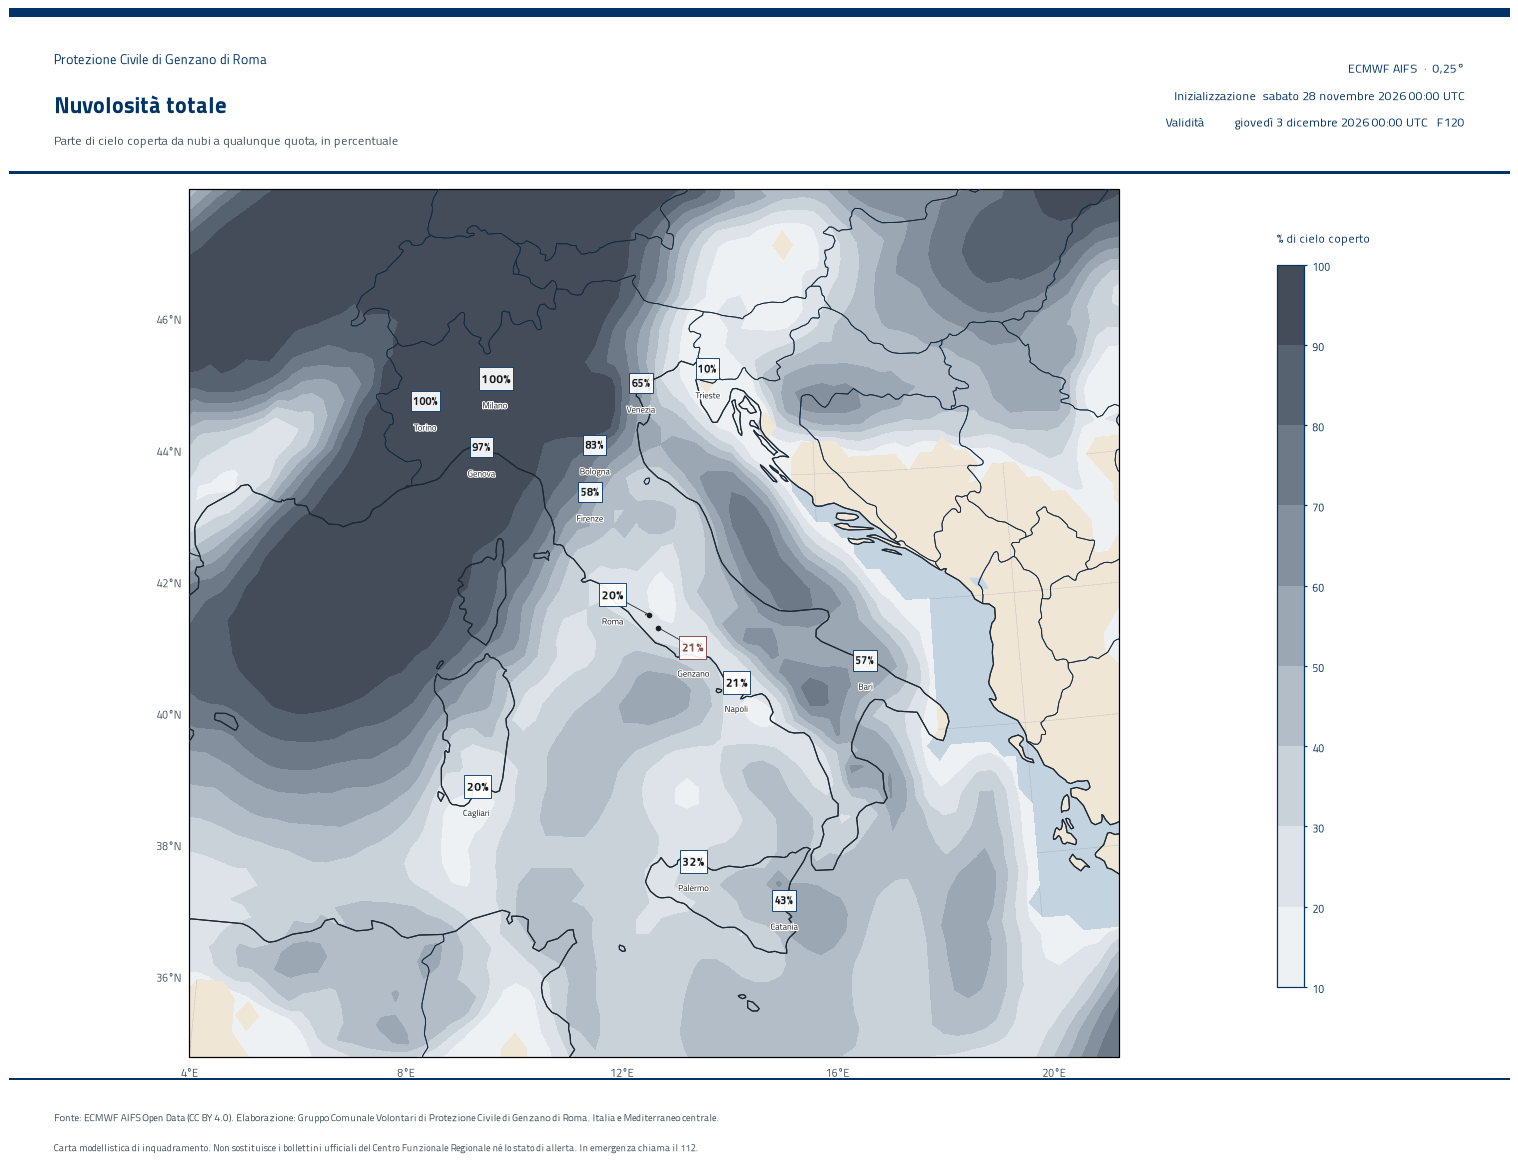 Protezione Civile di Genzano di Roma
Nuvolosità totale
Parte di cielo coperta da nubi a qualunque quota, in percentuale
ECMWF AIFS · 0,25°
Inizializzazione sabato 28 novembre 2026 00:00 UTC
Validità giovedì 3 dicembre 2026 00:00 UTC F120
% di cielo coperto
100
90
80
70
60
50
40
30
20
10
46°N
44°N
42°N
40°N
38°N
36°N
4°E
8°E
12°E
16°E
20°E
10%
Trieste
65%
Venezia
100%
Milano
100%
Torino
97%
Genova
83%
Bologna
58%
Firenze
20%
Roma
21%
Genzano
21%
Napoli
57%
Bari
20%
Cagliari
32%
Palermo
43%
Catania
Fonte: ECMWF AIFS Open Data (CC BY 4.0). Elaborazione: Gruppo Comunale Volontari di Protezione Civile di Genzano di Roma. Italia e Mediterraneo centrale.
Carta modellistica di inquadramento. Non sostituisce i bollettini ufficiali del Centro Funzionale Regionale né lo stato di allerta. In emergenza chiama il 112.